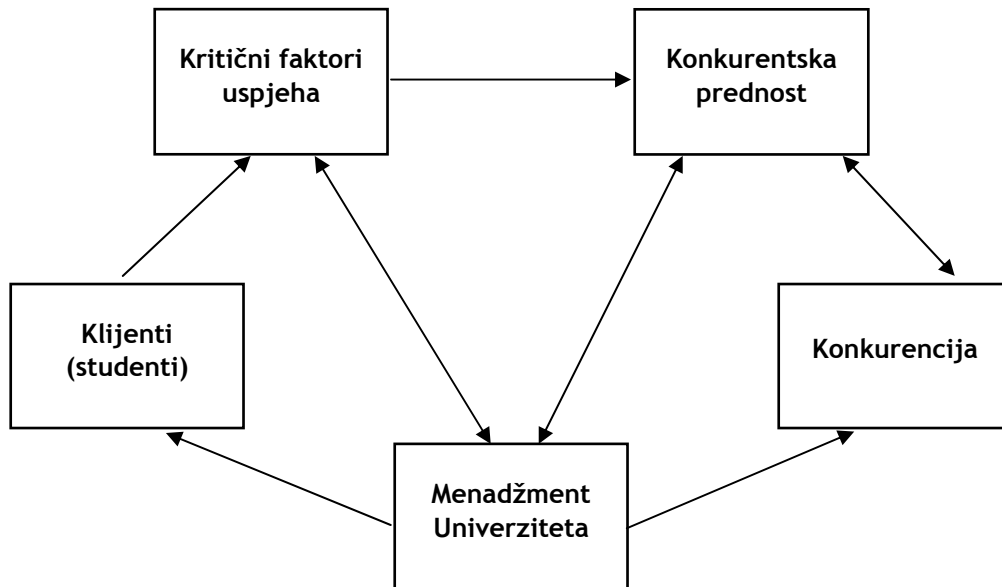 Kritični faktori
uspjeha
Konkurentska
prednost
Klijenti
(studenti)
Konkurencija
Menadžment
Univerziteta